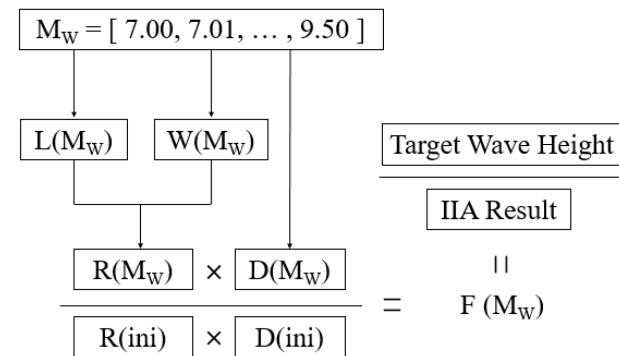 M_W = [ 7.00, 7.01, … , 9.50 ]
L(M_W)
W(M_W)
Target Wave Height
IIA Result
R(M_W) × D(M_W)
R(ini) × D(ini)
=
=
F (M_W)